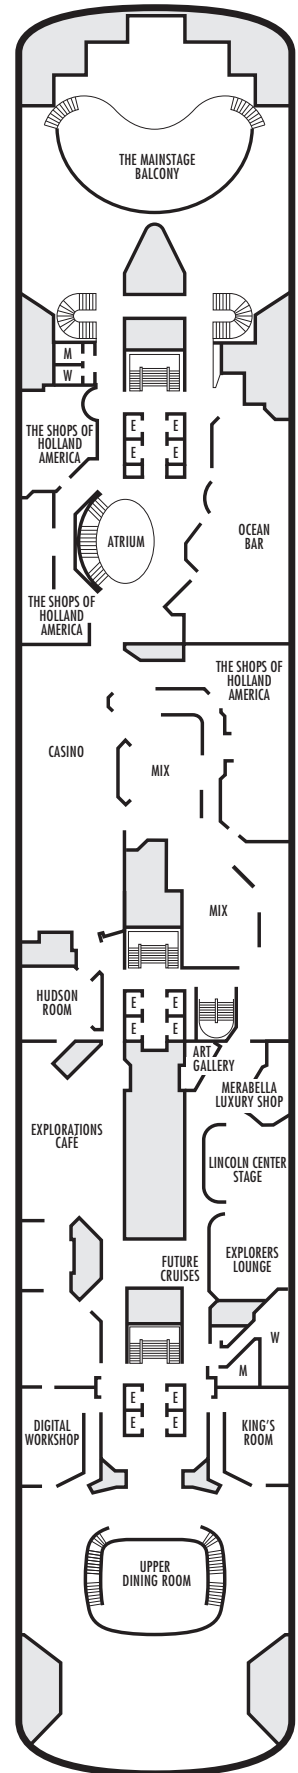 THE MAINSTAGE
BALCONY
M
W
THE SHOPS OF
HOLLAND
AMERICA
E
E
E
E
ATRIUM
OCEAN
BAR
THE SHOPS OF
HOLLAND
AMERICA
THE SHOPS OF
HOLLAND
AMERICA
CASINO
MIX
MIX
HUDSON
ROOM
E
E
E
E
ART
GALLERY
MERABELLA
LUXURY SHOP
EXPLORATIONS
CAFÉ
LINCOLN CENTER
STAGE
FUTURE
CRUISES
EXPLORERS
LOUNGE
W
M
E
E
E
E
DIGITAL
WORKSHOP
KING'S
ROOM
UPPER
DINING ROOM